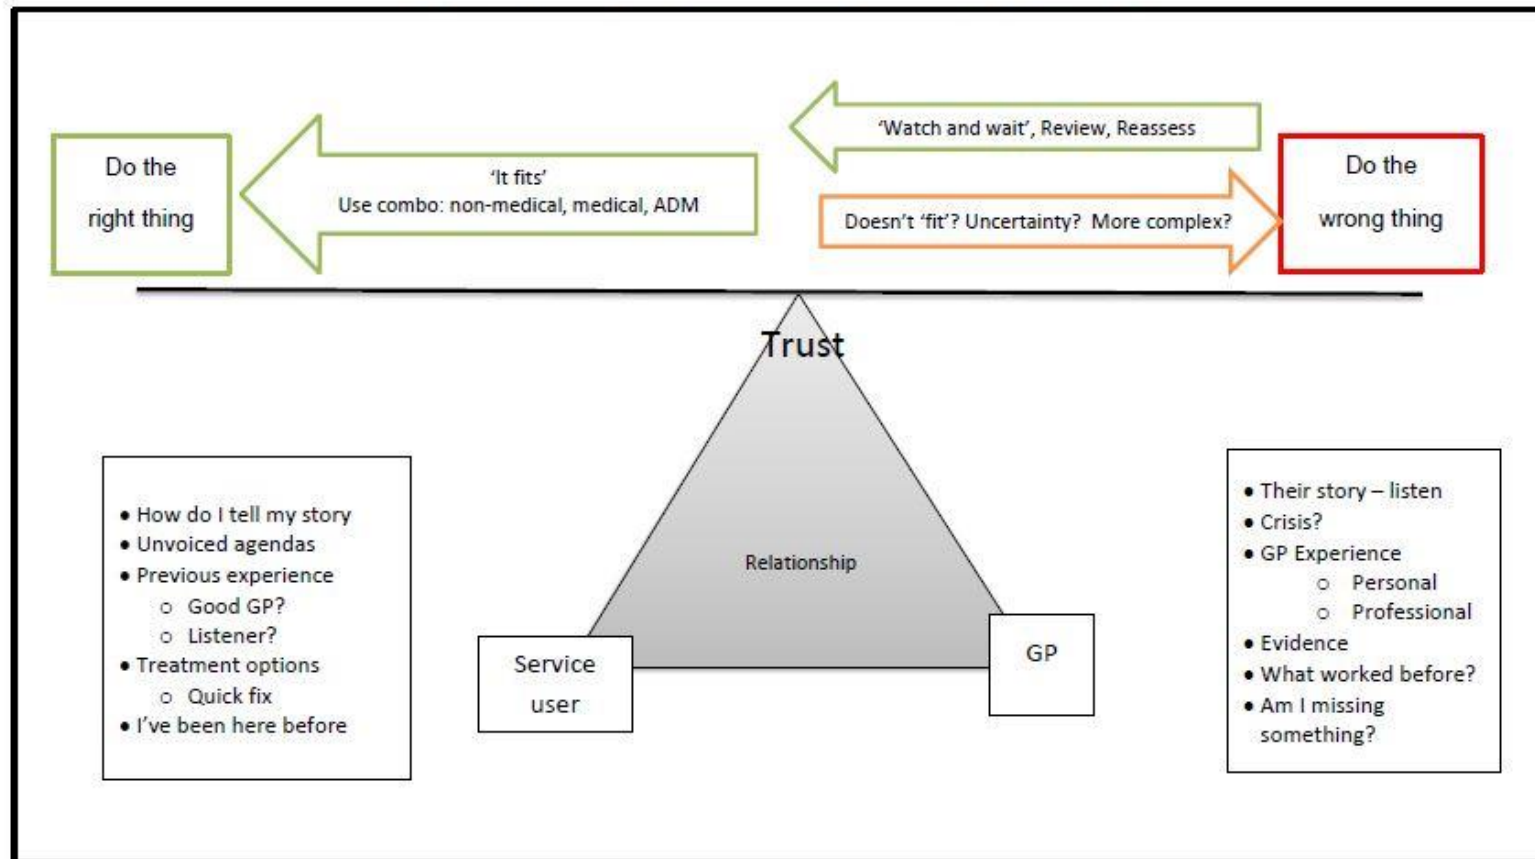 'Watch and wait', Review, Reassess
Do the
right thing
'It fits'
Use combo: non-medical, medical, ADM
Doesn't 'fit'? Uncertainty?  More complex?
Do the
wrong thing
Trust
Relationship
Service
user
GP
• How do I tell my story
• Unvoiced agendas
• Previous experience
o Good GP?
o Listener?
• Treatment options
o Quick fix
• I've been here before
• Their story – listen
• Crisis?
• GP Experience
o Personal
o Professional
• Evidence
• What worked before?
• Am I missing
something?